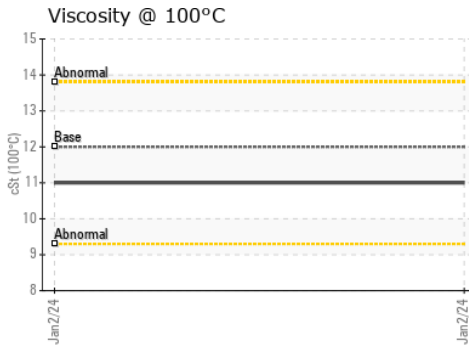 Viscosity @ 100°C
15
14
13
12
11
10
9
8
cSt (100°C)
Abnormal
Base
Abnormal
Jan2/24
Jan2/24